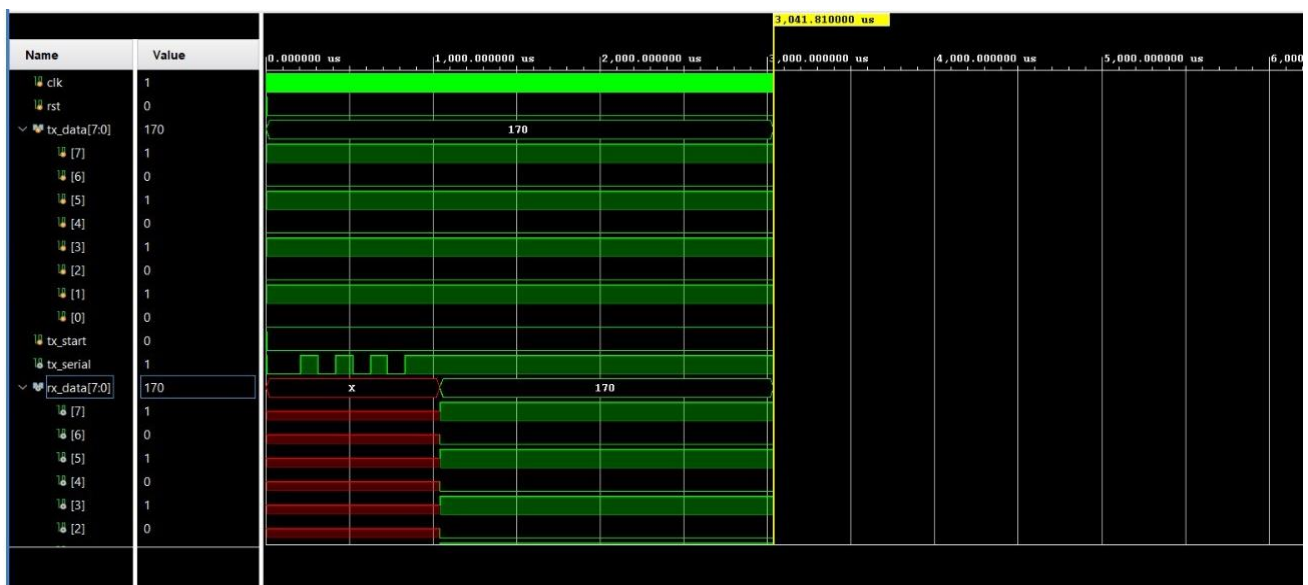 3,041.810000 us
Name Value 0.000000 us 1,000.000000 us 2,000.000000 us 3,000.000000 us 4,000.000000 us 5,000.000000 us 6,000
clk 1
rst 0
tx_data[7:0] 170 170
[7] 1
[6] 0
[5] 1
[4] 0
[3] 1
[2] 0
[1] 1
[0] 0
tx_start 0
tx_serial 1
rx_data[7:0] 170 X 170
[7] 1
[6] 0
[5] 1
[4] 0
[3] 1
[2] 0